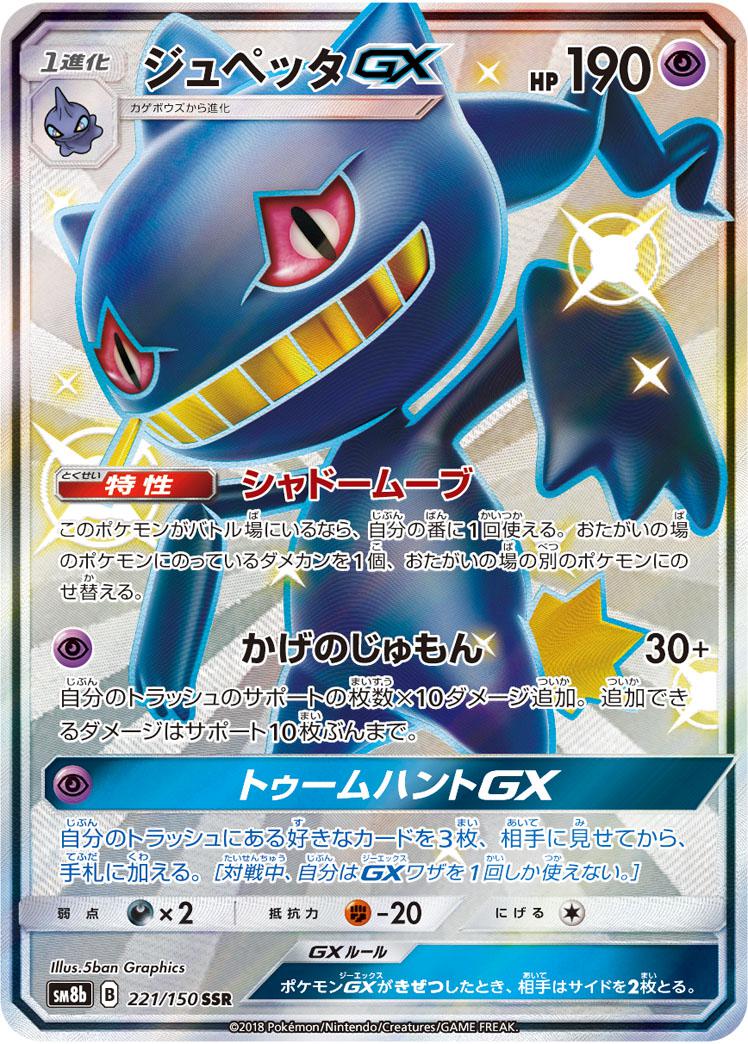 1進化 ジュペッタGX HP 190
カゲボウズから進化
とくせい 特性 シャドームーブ
このポケモンがバトル場にいるなら、自分の番に1回使える。おたがいの場
のポケモンにのっているダメカンを1個、おたがいの場の別のポケモンにの
せ替える。
かげのじゅもん 30+
自分のトラッシュのサポートの枚数×10ダメージ追加。追加でき
るダメージはサポート10枚ぶんまで。
トゥームハントGX
自分のトラッシュにある好きなカードを3枚、相手に見せてから、
手札に加える。[対戦中、自分はGXワザを1回しか使えない。]
弱点 ×2 抵抗力 -20 にげる
GXルール
ポケモンGXがきぜつしたとき、相手はサイドを2枚とる。
Illus.5ban Graphics
sm8b B 221/150 SSR
©2018 Pokémon/Nintendo/Creatures/GAME FREAK.